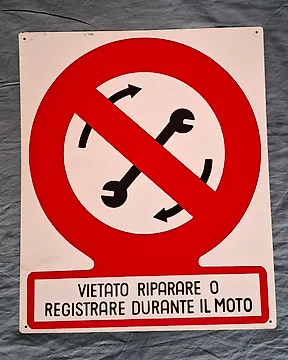 VIETATO RIPARARE O
REGISTRARE DURANTE IL MOTO